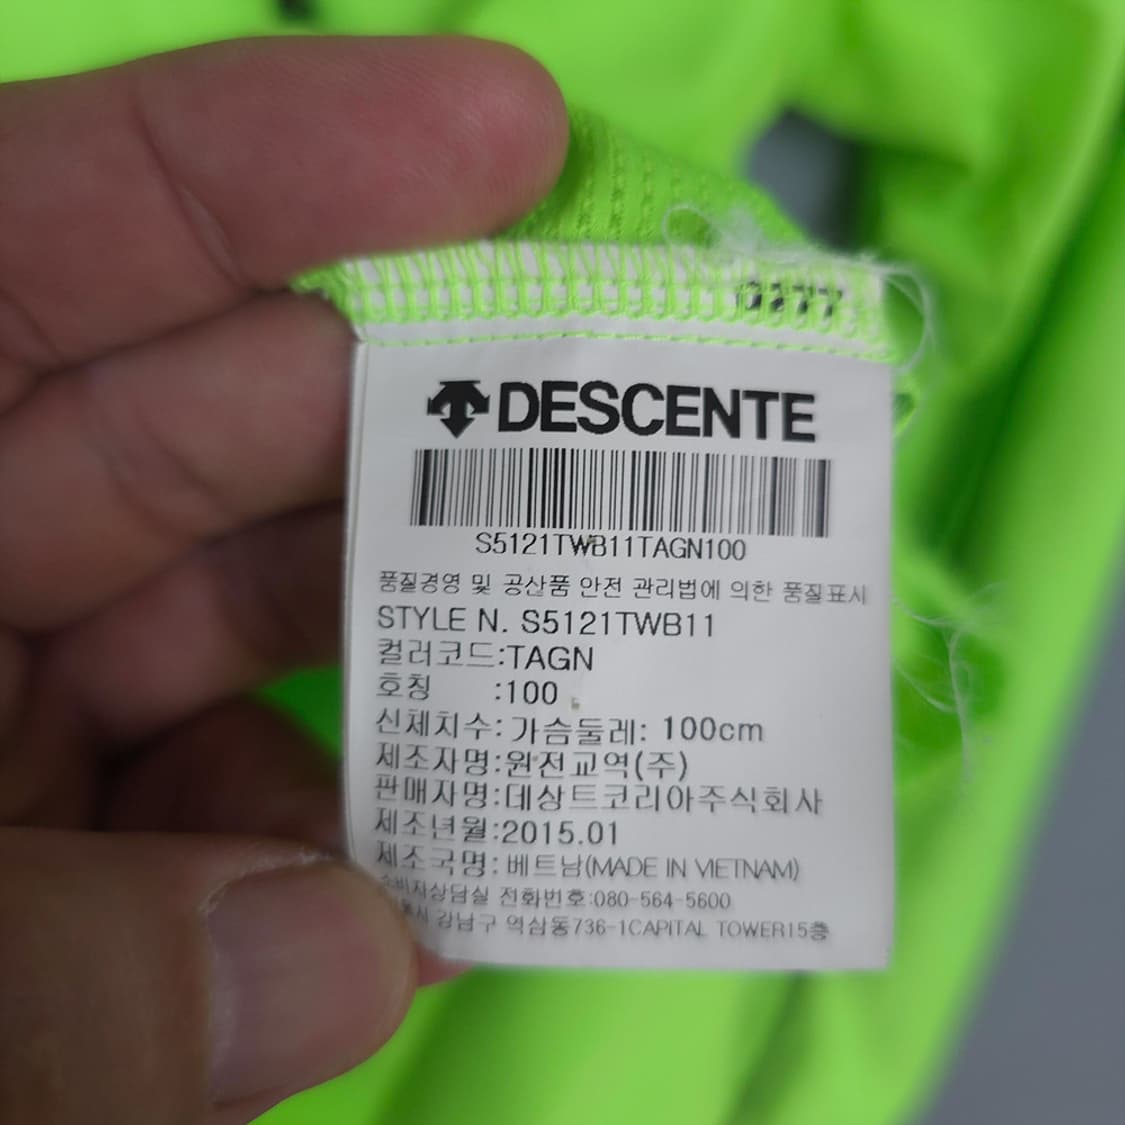 DESCENTE
S5121TWB11TAGN100
품질경영 및 공산품 안전 관리법에 의한 품질표시
STYLE N. S5121TWB11
컬러코드:TAGN
호칭 :100
신체치수: 가슴둘레: 100cm
제조자명:원전교역(주)
판매자명:데상트코리아주식회사
제조년월:2015.01
제조국명: 베트남(MADE IN VIETNAM)
전화번호:080-564-5600
강남구 역삼동736-1CAPITAL TOWER15층